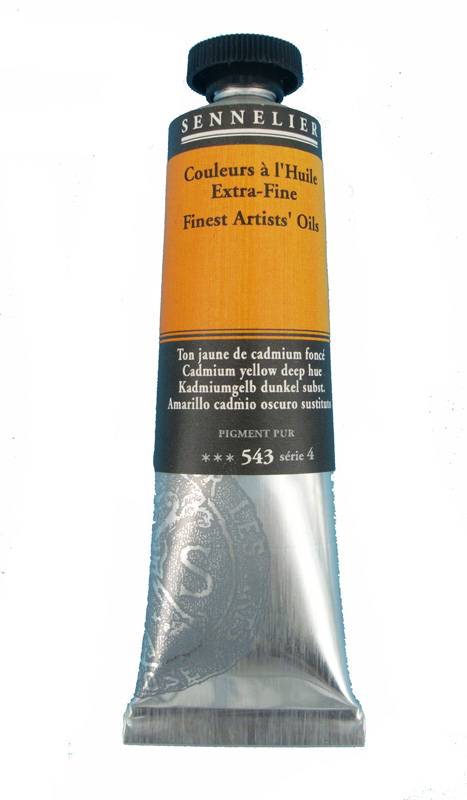 SENNELIER
Couleurs à l'Huile
Extra-Fine
Finest Artists' Oils
Ton jaune de cadmium foncé
Cadmium yellow deep hue
Kadmiumgelb dunkel subst.
Amarillo cadmio oscuro sustituto
PIGMENT PUR
*** 543 série 4
S